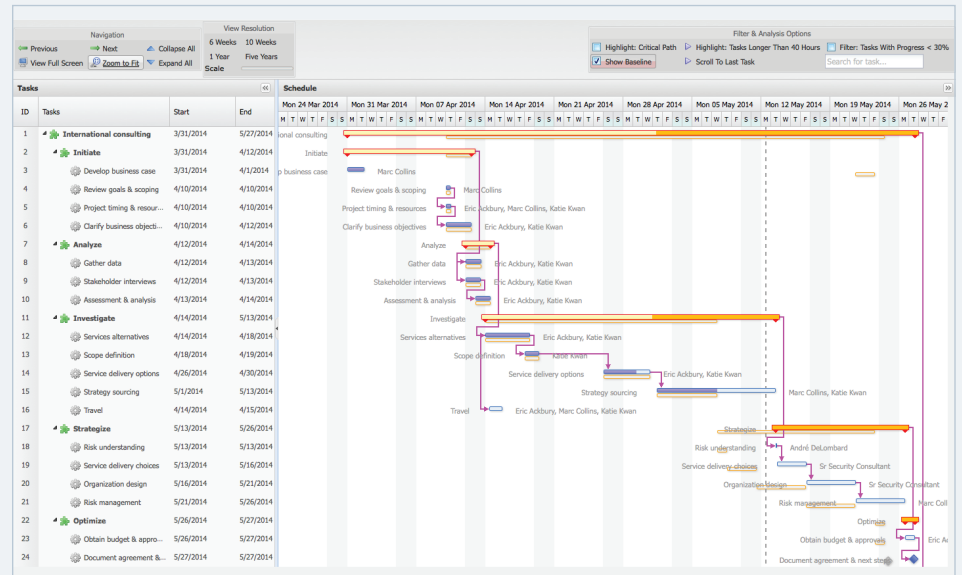 Navigation
Previous Next Collapse All
View Full Screen Zoom to Fit Expand All
View Resolution
6 Weeks 10 Weeks
1 Year Five Years
Scale
Filter & Analysis Options
Highlight: Critical Path Highlight: Tasks Longer Than 40 Hours Filter: Tasks With Progress < 30%
Show Baseline Scroll To Last Task Search for task...
Tasks Schedule
ID Tasks Start End
Mon 24 Mar 2014 Mon 31 Mar 2014 Mon 07 Apr 2014 Mon 14 Apr 2014 Mon 21 Apr 2014 Mon 28 Apr 2014 Mon 05 May 2014 Mon 12 May 2014 Mon 19 May 2014 Mon 26 May 2
M T W T F S S M T W T F S S M T W T F S S M T W T F S S M T W T F S S M T W T F S S M T W T F S S M T W T F S S M T W T F S S M T W T F
1 International consulting 3/31/2014 5/27/2014 ional consulting
2 Initiate 3/31/2014 4/12/2014 Initiate
3 Develop business case 3/31/2014 4/1/2014 p business case Marc Collins
4 Review goals & scoping 4/10/2014 4/10/2014 Review goals & scoping Marc Collins
5 Project timing & resour... 4/10/2014 4/10/2014 Project timing & resources Eric Ackbury, Marc Collins, Katie Kwan
6 Clarify business objecti... 4/10/2014 4/12/2014 Clarify business objectives Eric Ackbury, Katie Kwan
7 Analyze 4/12/2014 4/14/2014 Analyze
8 Gather data 4/12/2014 4/13/2014 Gather data Eric Ackbury, Katie Kwan
9 Stakeholder interviews 4/12/2014 4/13/2014 Stakeholder interviews Eric Ackbury, Katie Kwan
10 Assessment & analysis 4/13/2014 4/14/2014 Assessment & analysis Eric Ackbury, Katie Kwan
11 Investigate 4/14/2014 5/13/2014 Investigate
12 Services alternatives 4/14/2014 4/18/2014 Services alternatives Eric Ackbury, Katie Kwan
13 Scope definition 4/18/2014 4/19/2014 Scope definition Katie Kwan
14 Service delivery options 4/26/2014 4/30/2014 Service delivery options Eric Ackbury, Katie Kwan
15 Strategy sourcing 5/1/2014 5/13/2014 Strategy sourcing Marc Collins, Katie Kwan
16 Travel 4/14/2014 4/15/2014 Travel Eric Ackbury, Marc Collins, Katie Kwan
17 Strategize 5/13/2014 5/26/2014 Strategize
18 Risk understanding 5/13/2014 5/13/2014 Risk understanding André DeLombard
19 Service delivery choices 5/13/2014 5/16/2014 Service delivery choices Sr Security Consultant
20 Organization design 5/16/2014 5/21/2014 Organization design Sr Security Consultant
21 Risk management 5/21/2014 5/26/2014 Risk management Marc Coll
22 Optimize 5/26/2014 5/27/2014 Optimize
23 Obtain budget & appro... 5/26/2014 5/27/2014 Obtain budget & approvals Eric A
24 Document agreement &... 5/27/2014 5/27/2014 Document agreement & next steps